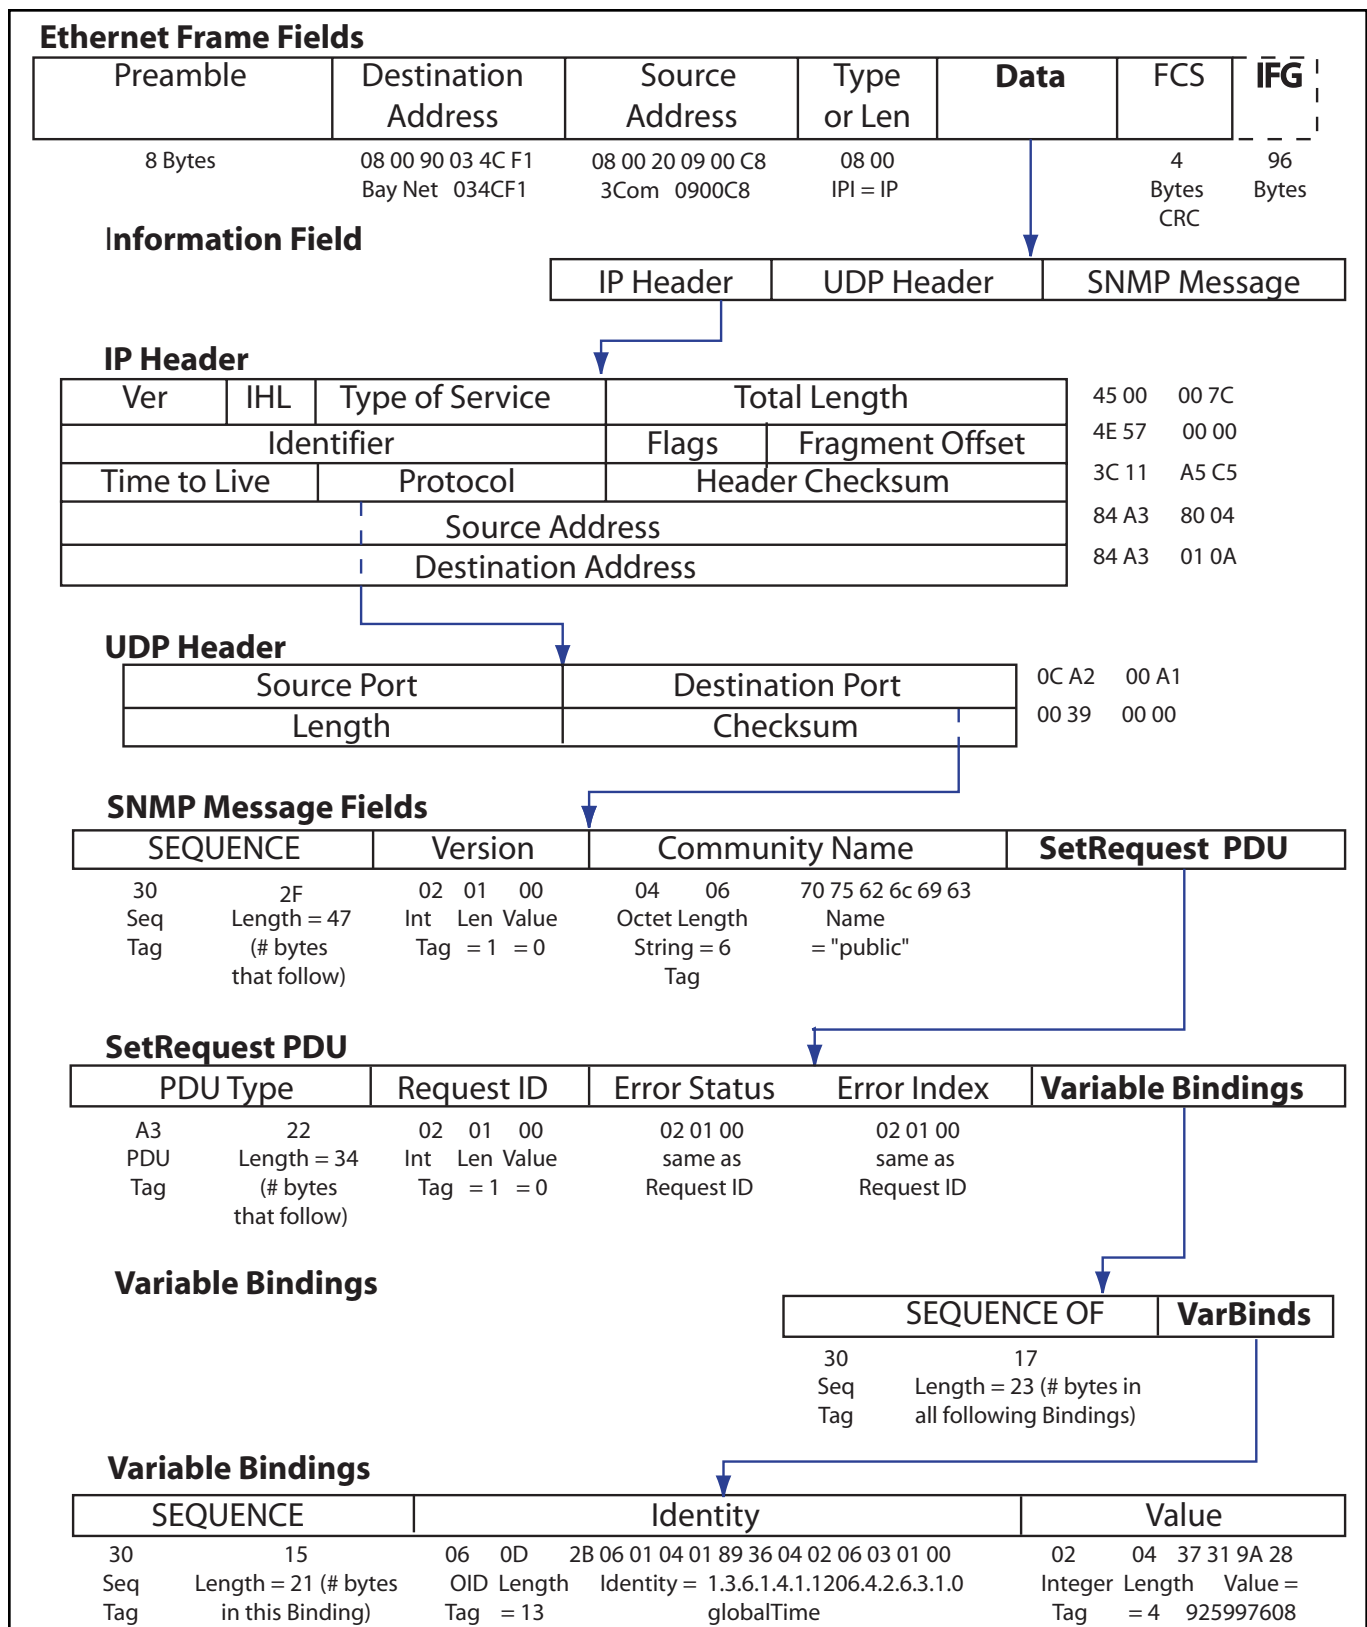 Ethernet Frame Fields
Preamble Destination Address Source Address Type or Len Data FCS IFG
8 Bytes 08 00 90 03 4C F1 08 00 20 09 00 C8 08 00 4 96
Bay Net 034CF1 3Com 0900C8 IPI = IP Bytes Bytes
CRC
Information Field
IP Header UDP Header SNMP Message
IP Header
Ver IHL Type of Service Total Length 45 00 00 7C
Identifier Flags Fragment Offset 4E 57 00 00
Time to Live Protocol Header Checksum 3C 11 A5 C5
Source Address 84 A3 80 04
Destination Address 84 A3 01 0A
UDP Header
Source Port Destination Port 0C A2 00 A1
Length Checksum 00 39 00 00
SNMP Message Fields
SEQUENCE Version Community Name SetRequest PDU
30 2F 02 01 00 04 06 70 75 62 6c 69 63
Seq Length = 47 Int Len Value Octet Length Name
Tag (# bytes Tag = 1 = 0 String = 6 = "public"
that follow) Tag
SetRequest PDU
PDU Type Request ID Error Status Error Index Variable Bindings
A3 22 02 01 00 02 01 00 02 01 00
PDU Length = 34 Int Len Value same as same as
Tag (# bytes Tag = 1 = 0 Request ID Request ID
that follow)
Variable Bindings
SEQUENCE OF VarBinds
30 17
Seq Length = 23 (# bytes in
Tag all following Bindings)
Variable Bindings
SEQUENCE Identity Value
30 15 06 0D 2B 06 01 04 01 89 36 04 02 06 03 01 00 02 04 37 31 9A 28
Seq Length = 21 (# bytes OID Length Identity = 1.3.6.1.4.1.1206.4.2.6.3.1.0 Integer Length Value =
Tag in this Binding) Tag = 13 globalTime Tag = 4 925997608